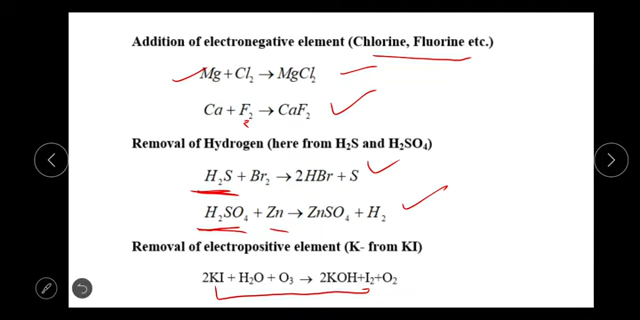 Addition of electronegative element (Chlorine, Fluorine etc.)
Mg + Cl₂ → MgCl₂
Ca + F₂ → CaF₂
Removal of Hydrogen (here from H2S and H2SO₄)
H₂S + Br₂ → 2HBr + S
H₂SO₄ + Zn → ZnSO₄ + H₂
Removal of electropositive element (K- from KI)
2KI + H₂O + O₃ → 2KOH+I₂+O₂